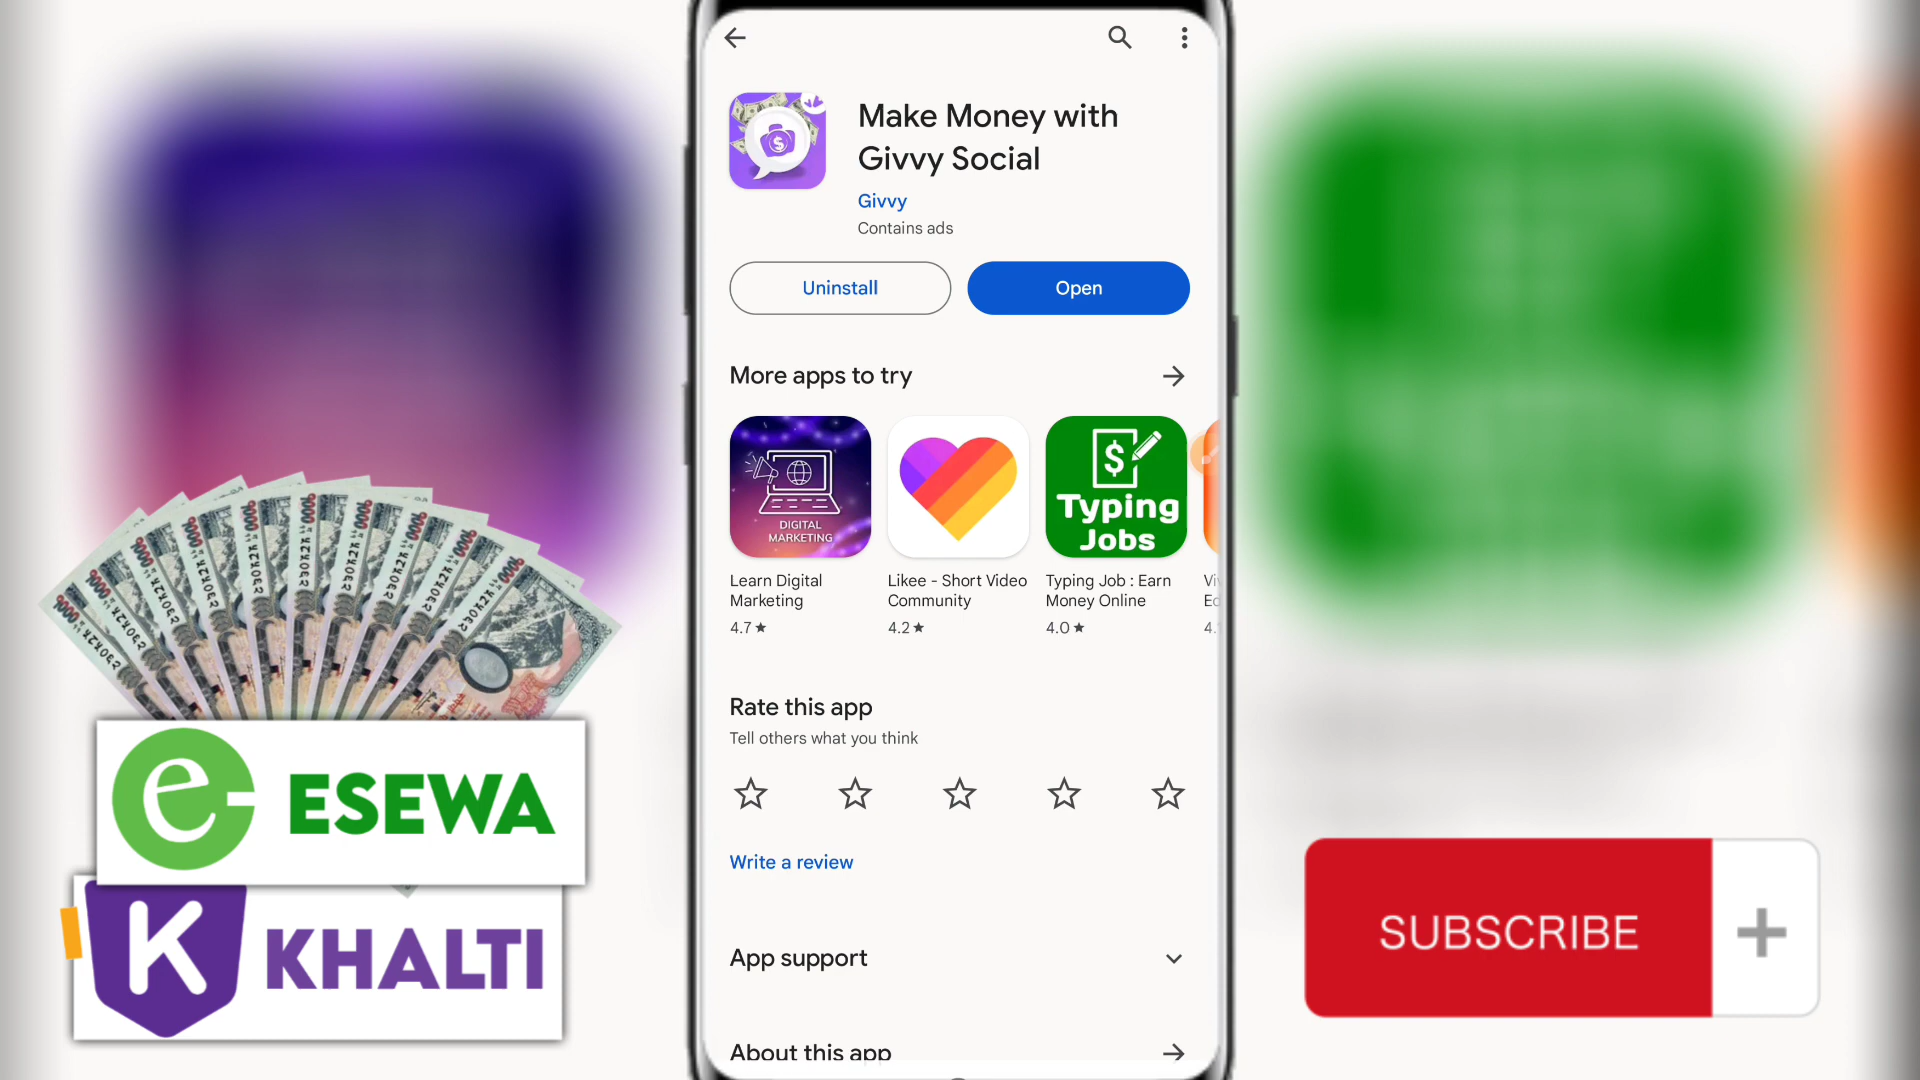 Make Money with
Givvy Social
Givvy
Contains ads
Uninstall
Open
More apps to try
DIGITAL
MARKETING
$
Typing
Jobs
Learn Digital
Marketing
4.7★
Likee - Short Video
Community
4.2★
Typing Job : Earn
Money Online
4.0★
Rate this app
Tell others what you think
Write a review
App support
About this app
e ESEWA
K KHALTI
SUBSCRIBE